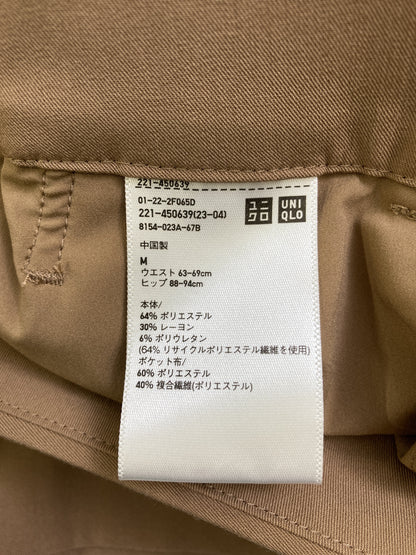 221-450639
01-22-2F065D
221-450639(23-04)
8154-023A-67B
ユニ
クロ
UNI
QLO
中国製
M
ウエスト 63-69cm
ヒップ 88-94cm
本体/
64% ポリエステル
30% レーヨン
6% ポリウレタン
(64% リサイクルポリエステル繊維を使用)
ポケット布/
60% ポリエステル
40% 複合繊維(ポリエステル)